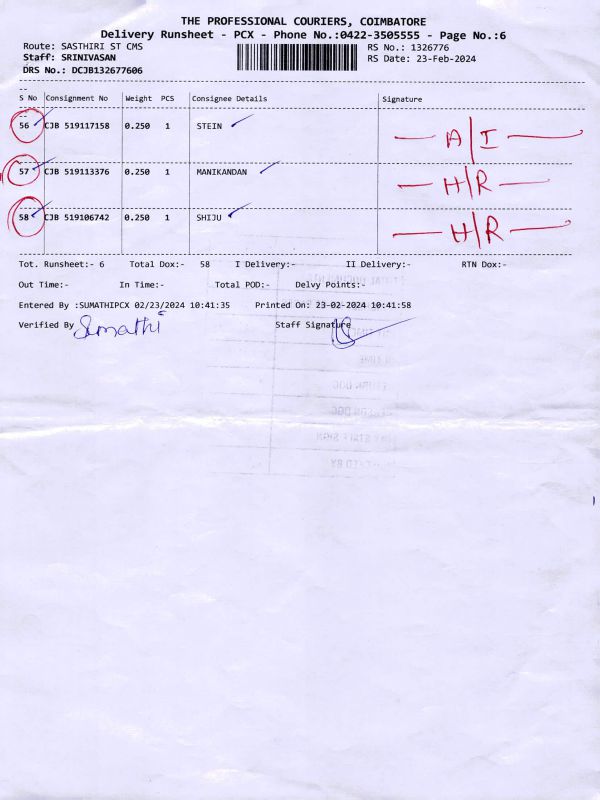 THE PROFESSIONAL COURIERS, COIMBATORE
Delivery Runsheet - PCX - Phone No.:0422-3505555 - Page No.:6
Route: SASTHIRI ST CMS
RS No.: 1326776
Staff: SRINIVASAN
RS Date: 23-Feb-2024
DRS No.: DCJB132677606
S No Consignment No Weight PCS Consignee Details Signature
56 CJB 519117158 0.250 1 STEIN A/I
57 CJB 519113376 0.250 1 MANIKANDAN H/R
58 CJB 519106742 0.250 1 SHIJU H/R
Tot. Runsheet:- 6 Total Dox:- 58 I Delivery:- II Delivery:- RTN Dox:-
Out Time:- In Time:- Total POD:- Delvy Points:-
Entered By :SUMATHIPCX 02/23/2024 10:41:35 Printed On: 23-02-2024 10:41:58
Verified By Sumathi Staff Signature